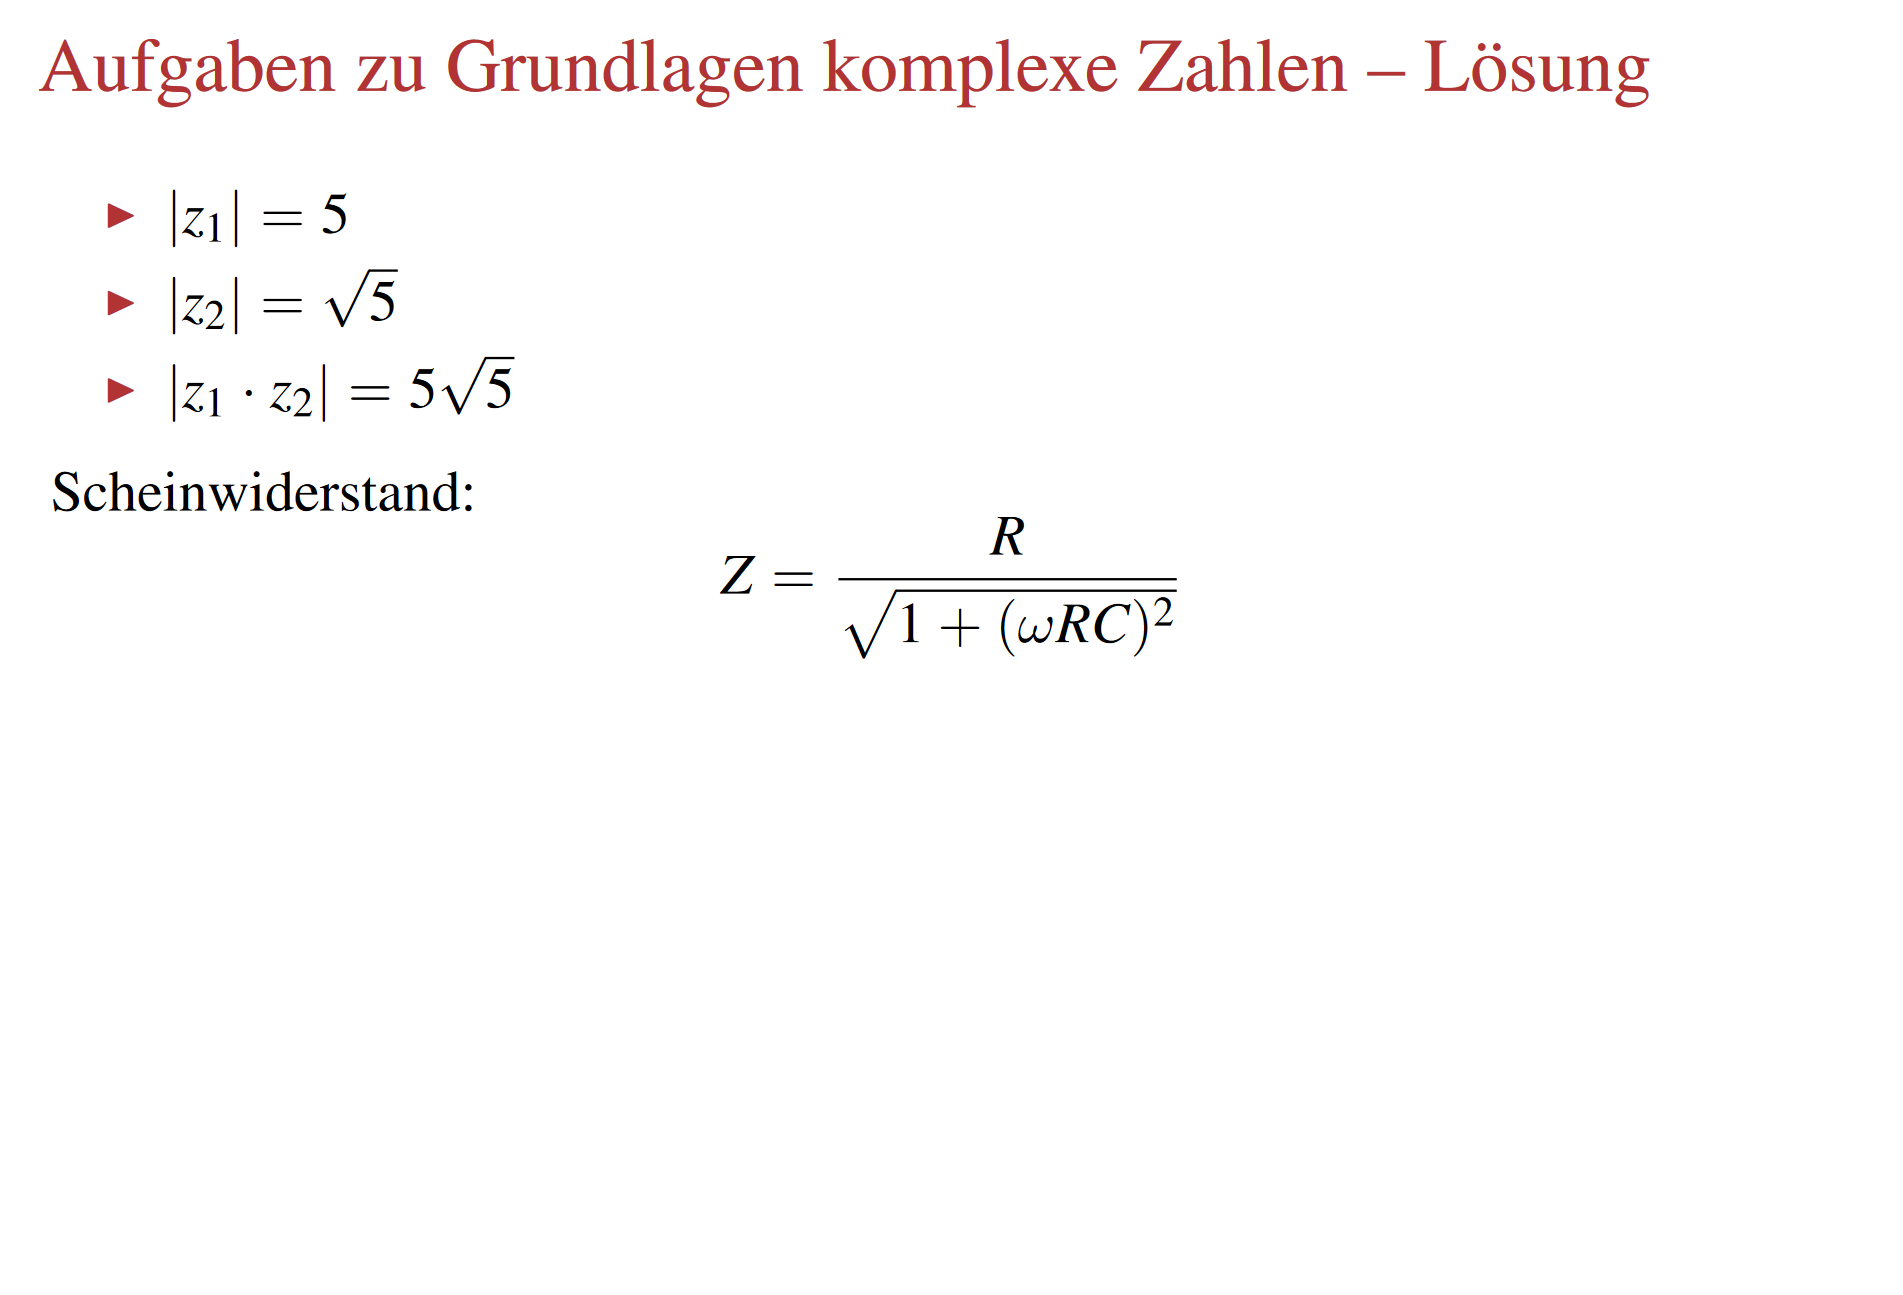 Aufgaben zu Grundlagen komplexe Zahlen – Lösung
▶ |z₁| = 5
▶ |z₂| = √5
▶ |z₁ · z₂| = 5√5
Scheinwiderstand:
Z = R / √(1 + (ωRC)²)